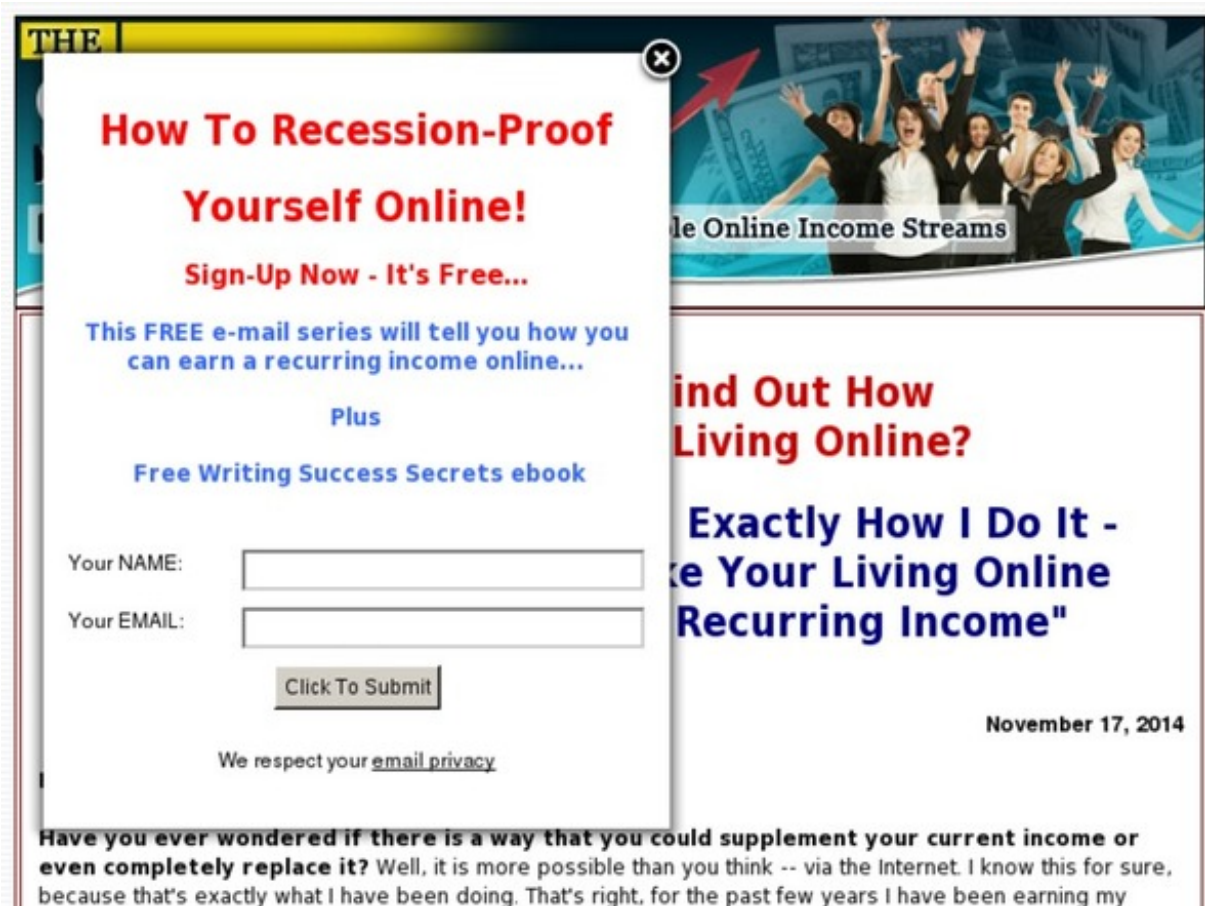 THE
How To Recession-Proof
Yourself Online!
Sign-Up Now - It's Free...
This FREE e-mail series will tell you how you
can earn a recurring income online...
Plus
Free Writing Success Secrets ebook
Your NAME:
Your EMAIL:
Click To Submit
We respect your email privacy
Online Income Streams
ind Out How
Living Online?
Exactly How I Do It -
Your Living Online
Recurring Income"
November 17, 2014
Have you ever wondered if there is a way that you could supplement your current income or
even completely replace it? Well, it is more possible than you think -- via the Internet. I know this for sure,
because that's exactly what I have been doing. That's right, for the past few years I have been earning my